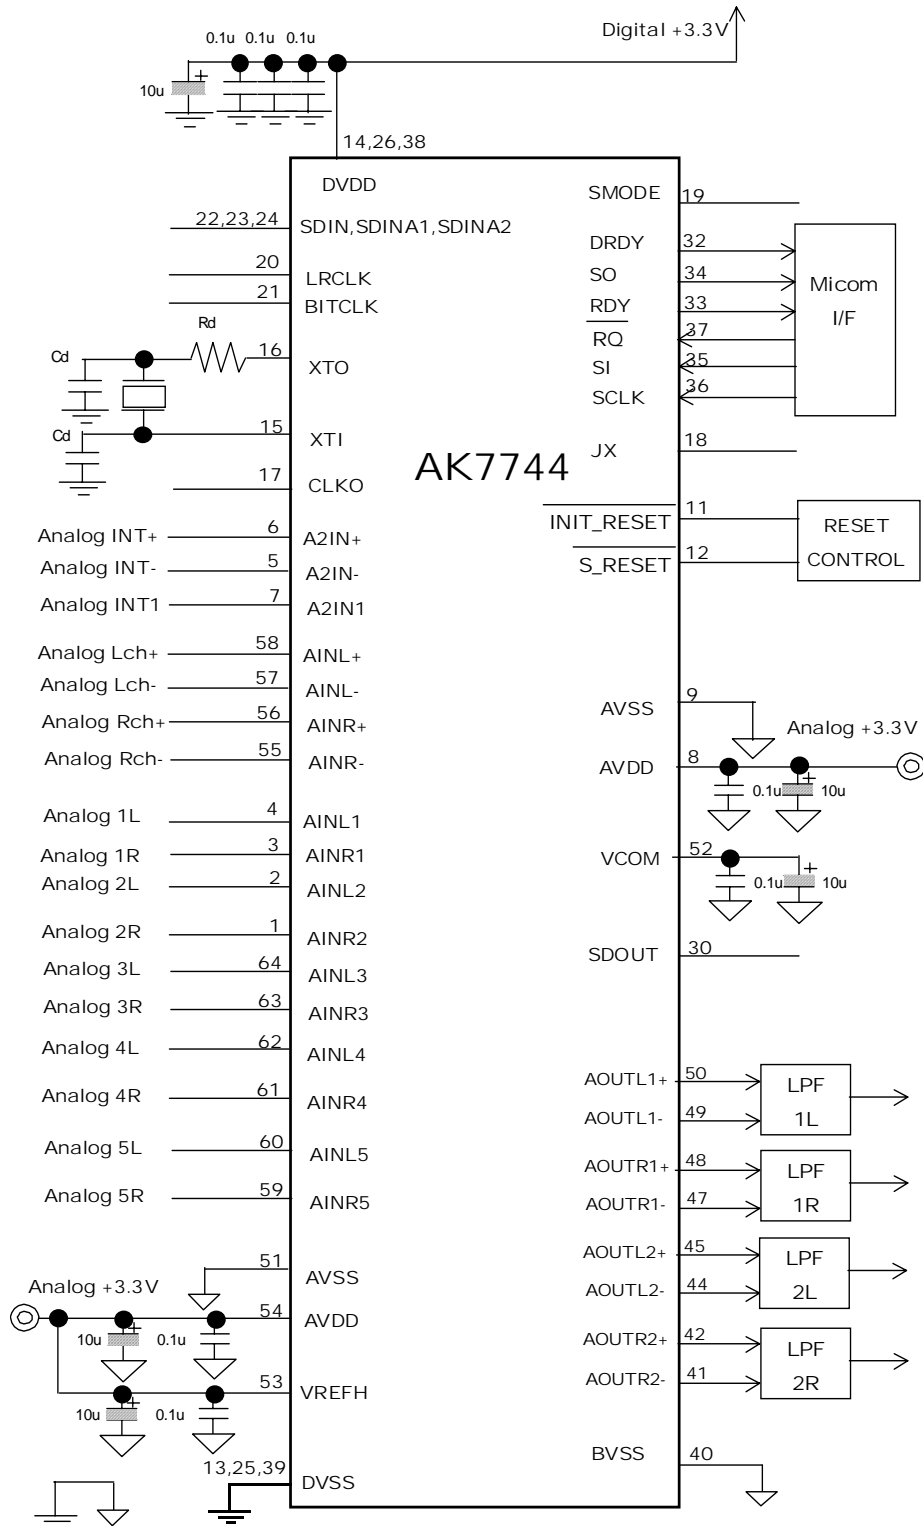 Digital +3.3V
0.1u 0.1u 0.1u
+
10u
14,26,38
DVDD
SMODE
19
22,23,24
SDIN,SDINA1,SDINA2
DRDY
32
20
LRCLK
SO
34
21
BITCLK
RDY
33
Micom
I/F
RQ
37
Rd
Cd
16
XTO
SI
35
SCLK
36
Cd
15
XTI
JX
18
AK7744
17
CLKO
INIT_RESET
11
RESET
CONTROL
S_RESET
12
Analog INT+
6
A2IN+
Analog INT-
5
A2IN-
Analog INT1
7
A2IN1
Analog Lch+
58
AINL+
Analog Lch-
57
AINL-
Analog Rch+
56
AINR+
Analog Rch-
55
AINR-
AVSS
9
Analog +3.3V
AVDD
8
+
0.1u
10u
Analog 1L
4
AINL1
Analog 1R
3
AINR1
Analog 2L
2
AINL2
VCOM
52
+
0.1u
10u
Analog 2R
1
AINR2
SDOUT
30
Analog 3L
64
AINL3
Analog 3R
63
AINR3
Analog 4L
62
AINL4
Analog 4R
61
AINR4
Analog 5L
60
AINL5
Analog 5R
59
AINR5
AOUTL1+
50
LPF
1L
AOUTL1-
49
AOUTR1+
48
LPF
1R
AOUTR1-
47
AOUTL2+
45
LPF
2L
AOUTL2-
44
AOUTR2+
42
LPF
2R
AOUTR2-
41
51
AVSS
Analog +3.3V
54
AVDD
+
10u
0.1u
53
VREFH
+
10u
0.1u
BVSS
40
13,25,39
DVSS